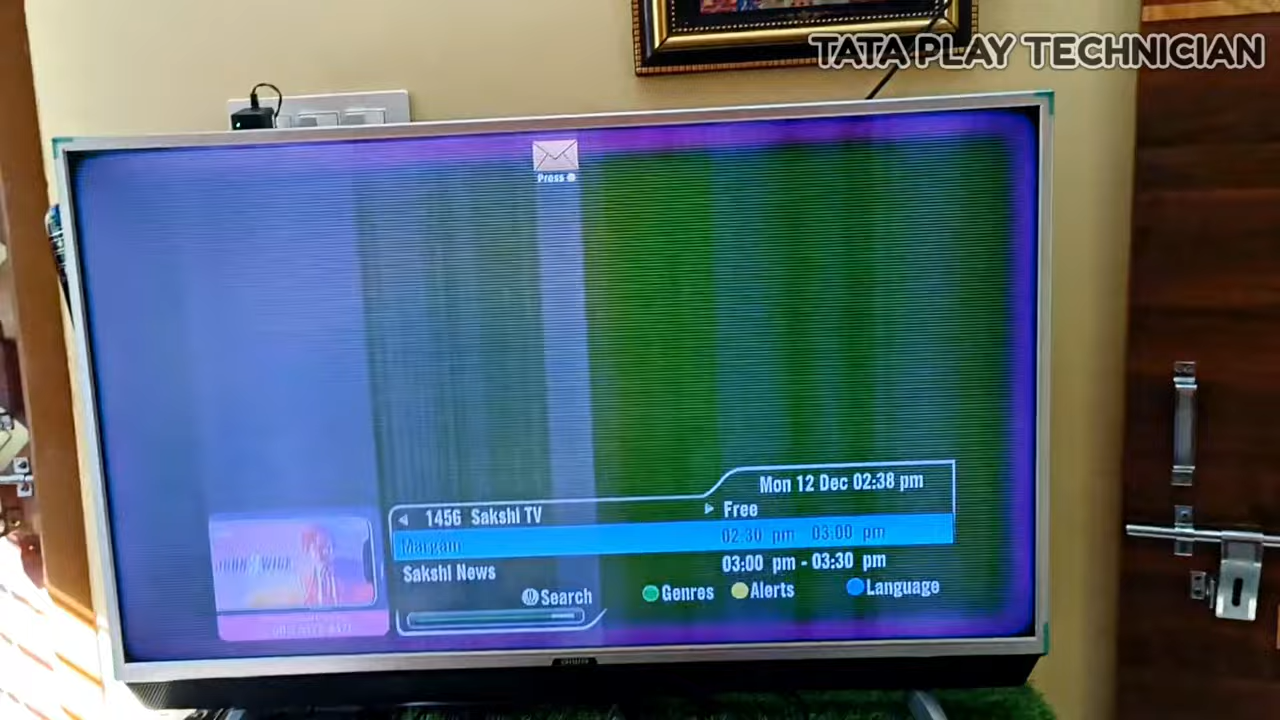 TATA PLAY TECHNICIAN
Press
Mon 12 Dec 02:38 pm
1456 Sakshi TV
Free
Margam 02.30 pm 03:00 pm
Sakshi News 03:00 pm - 03:30 pm
Search
Genres
Alerts
Language